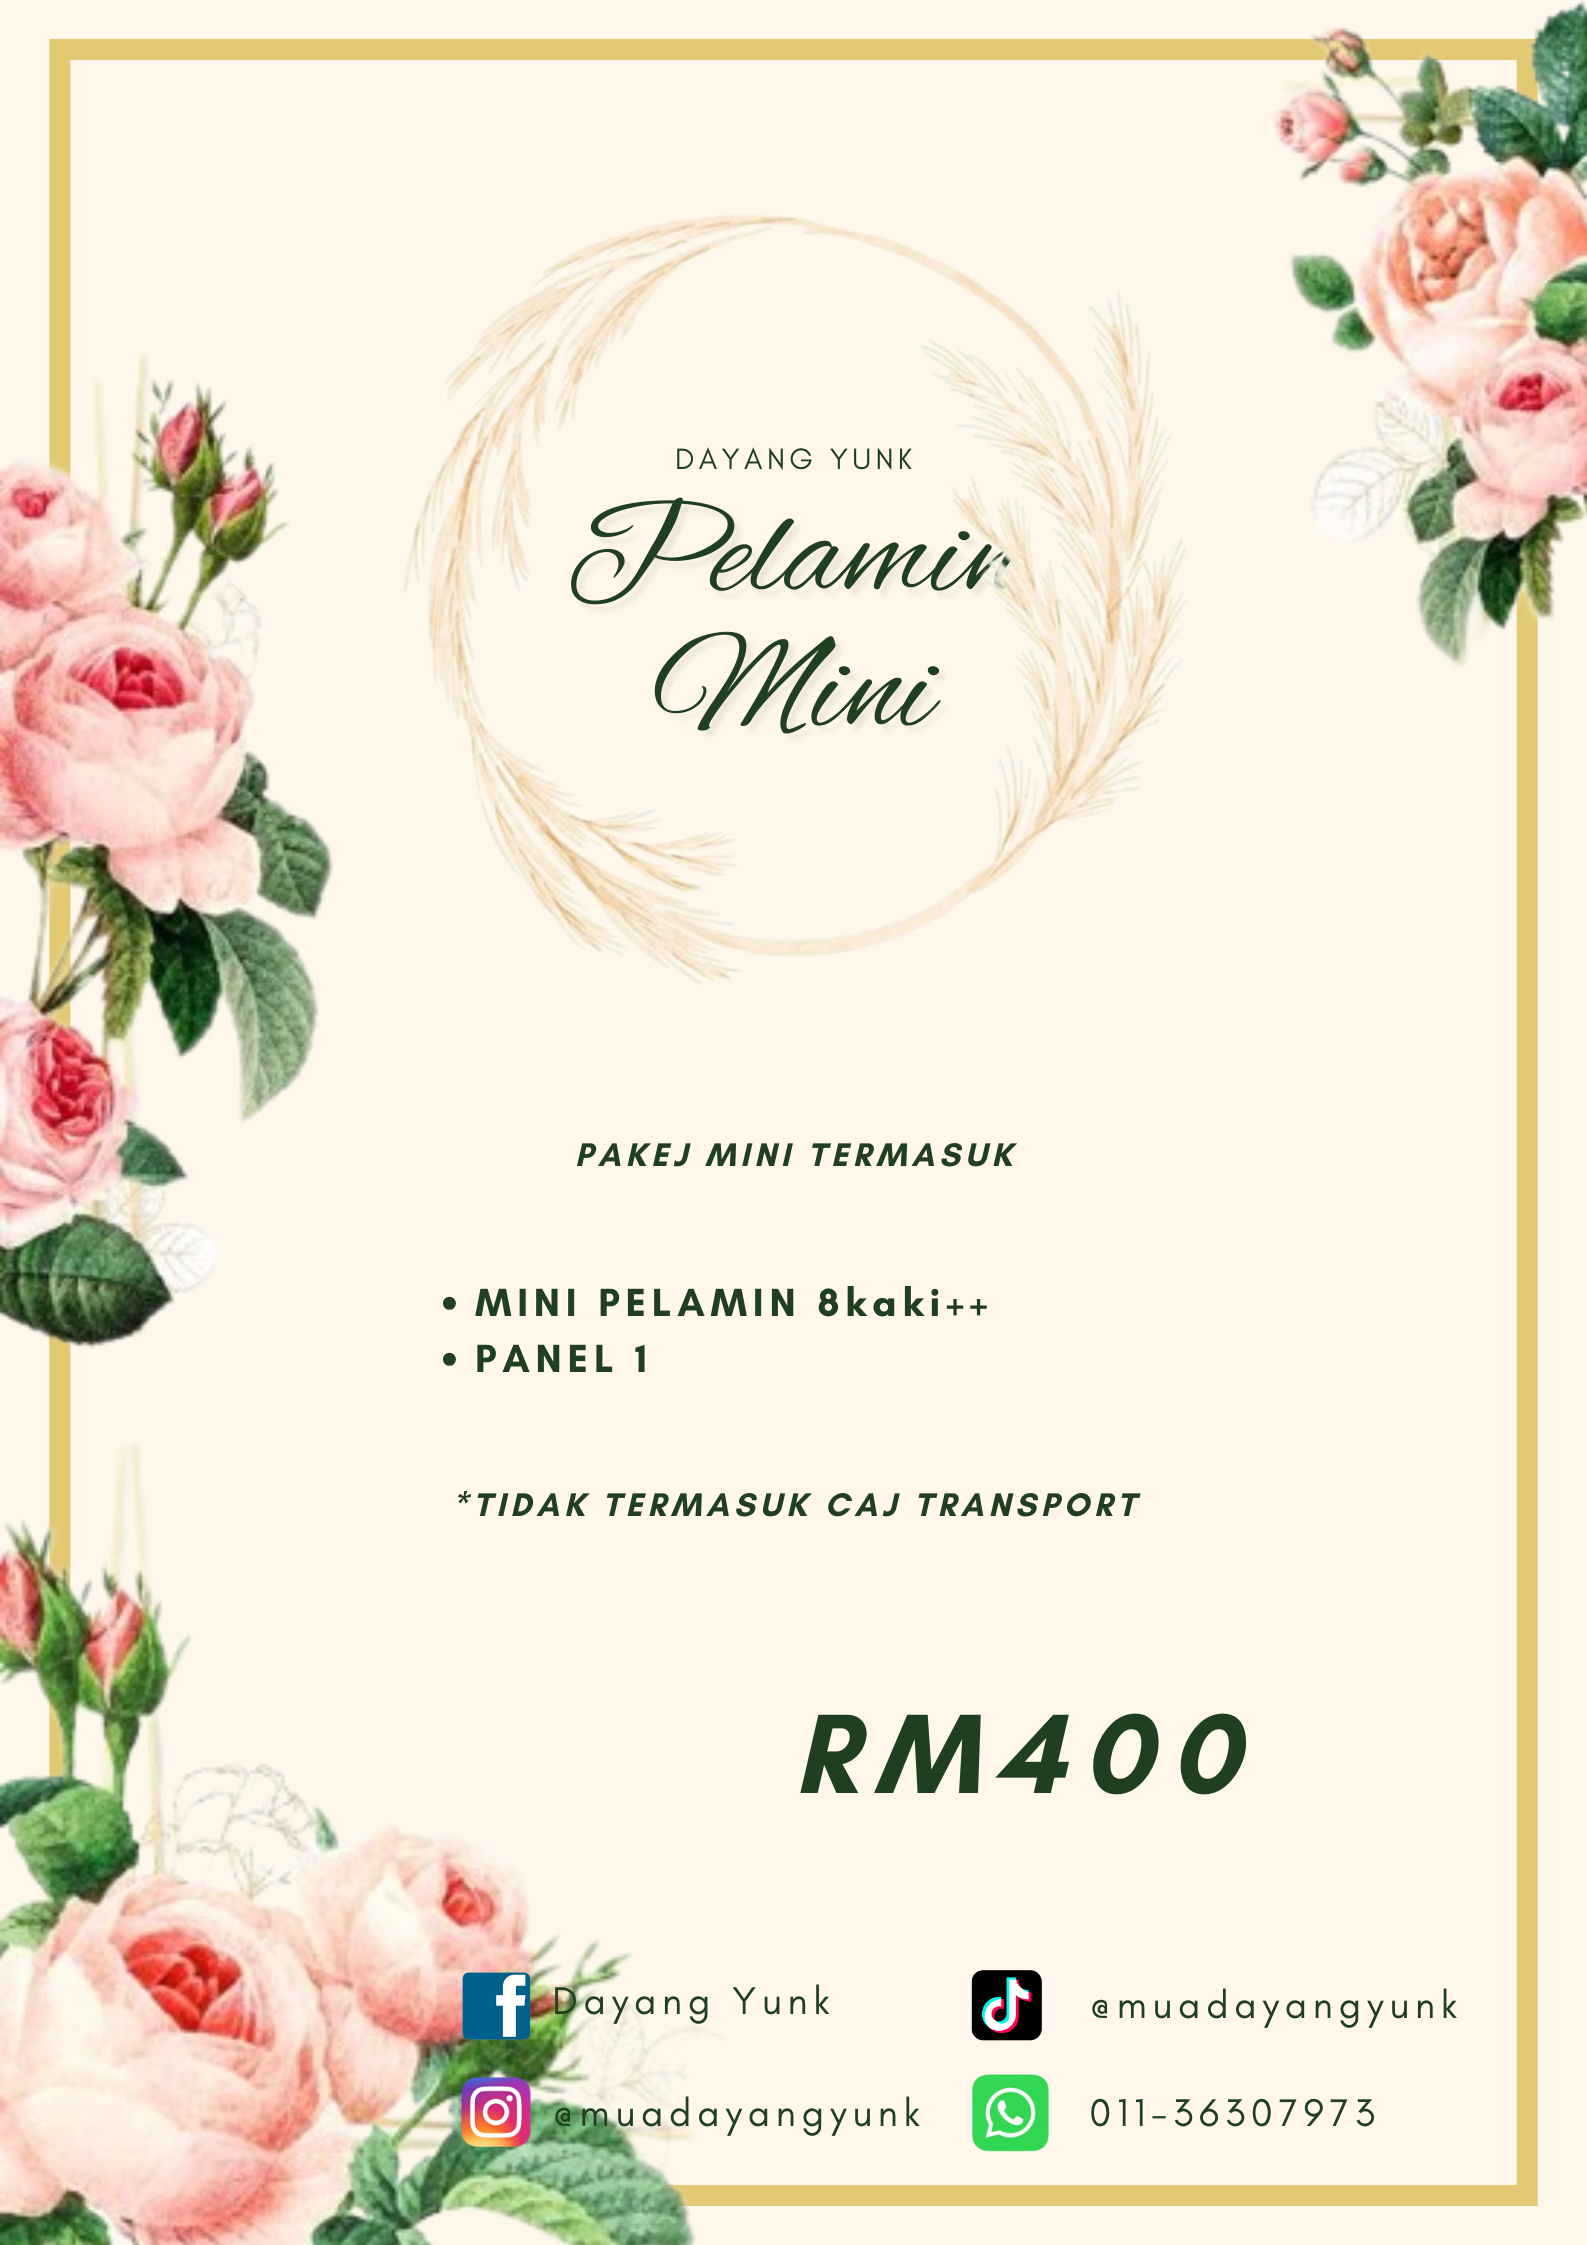 DAYANG YUNK
Pelamin
Mini
PAKEJ MINI TERMASUK
• MINI PELAMIN 8kaki++
• PANEL 1
*TIDAK TERMASUK CAJ TRANSPORT
RM400
Dayang Yunk
@muadayangyunk
@muadayangyunk
011-36307973